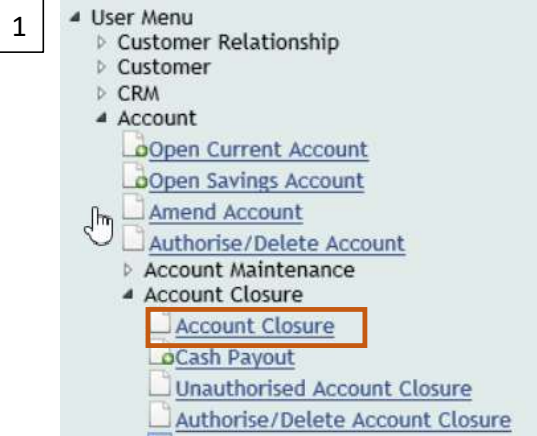 1
User Menu
Customer Relationship
Customer
CRM
Account
Open Current Account
Open Savings Account
Amend Account
Authorise/Delete Account
Account Maintenance
Account Closure
Account Closure
Cash Payout
Unauthorised Account Closure
Authorise/Delete Account Closure